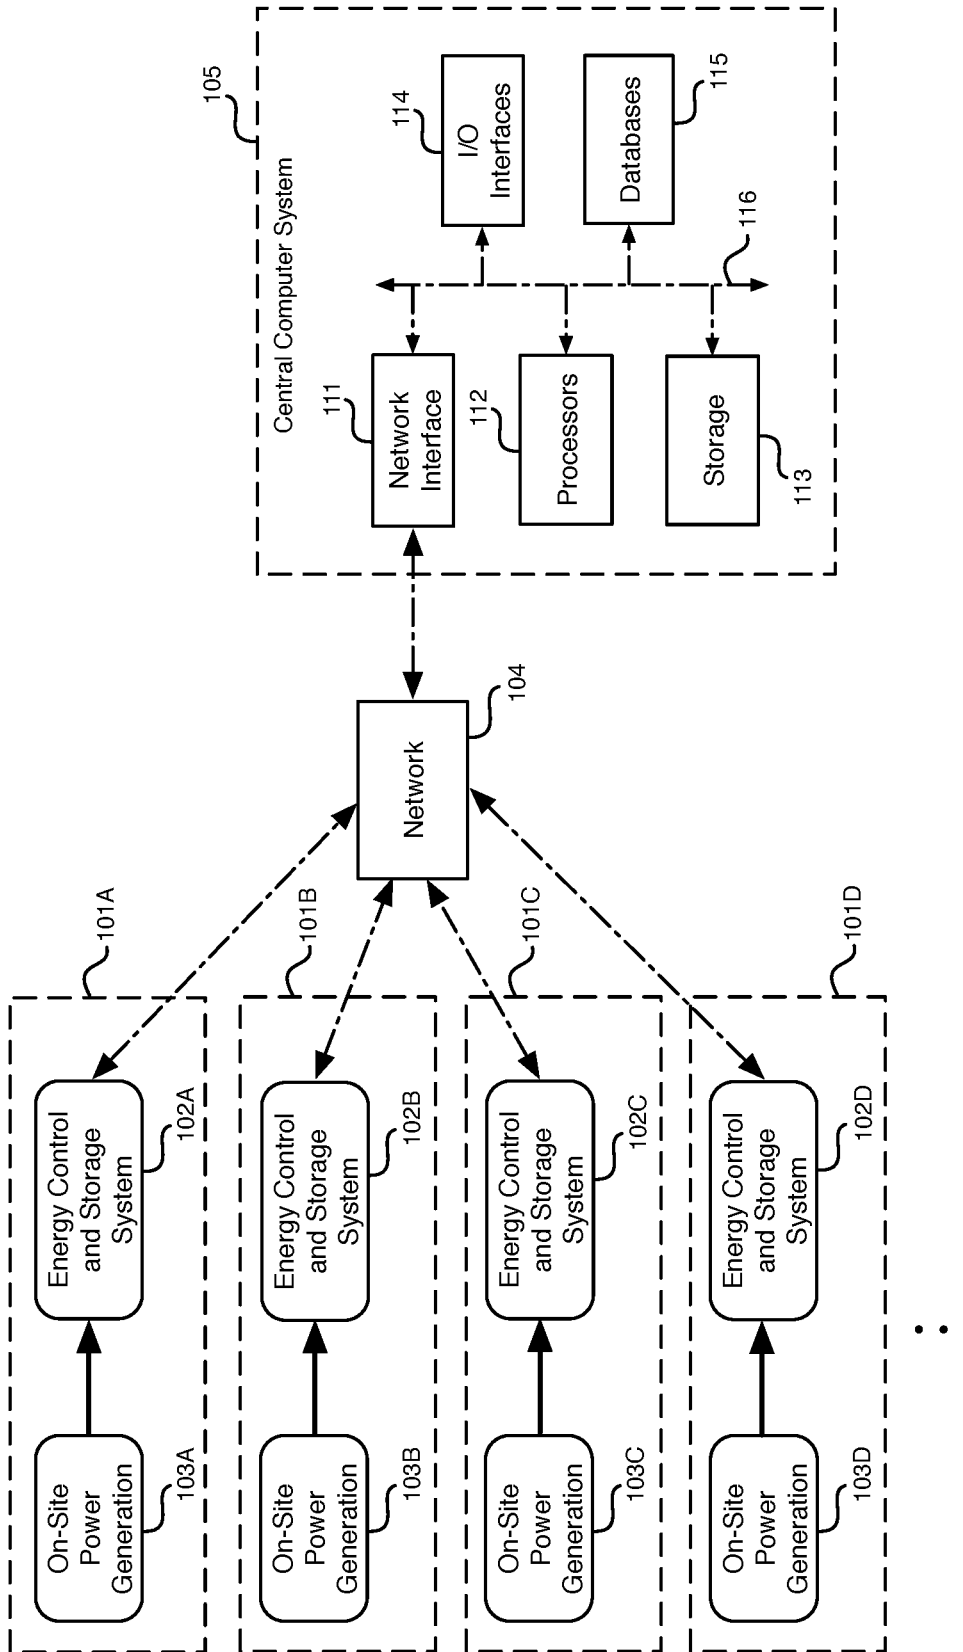 101A
On-Site
Power
Generation
103A
Energy Control
and Storage
System
102A
101B
On-Site
Power
Generation
103B
Energy Control
and Storage
System
102B
101C
On-Site
Power
Generation
103C
Energy Control
and Storage
System
102C
101D
On-Site
Power
Generation
103D
Energy Control
and Storage
System
102D
Network
104
105
Central Computer System
111
Network
Interface
112
Processors
Storage
113
114
I/O
Interfaces
Databases
115
116